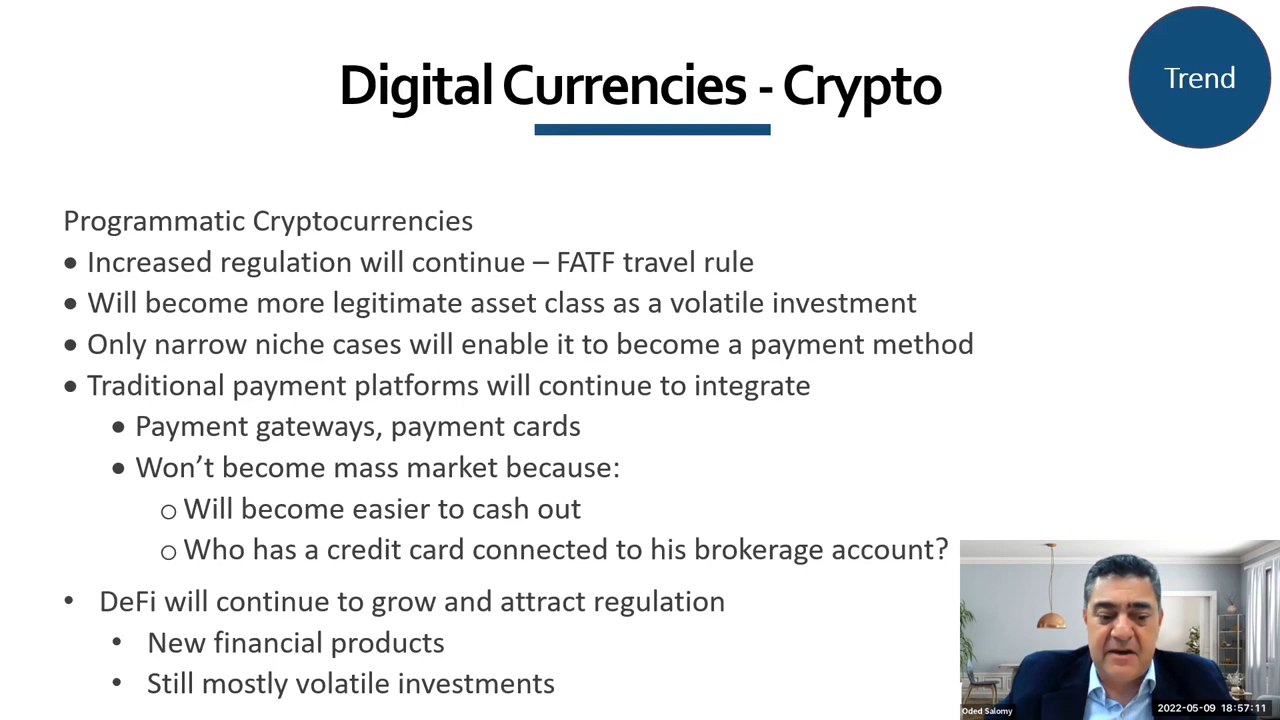 Trend
Digital Currencies - Crypto
Programmatic Cryptocurrencies
• Increased regulation will continue – FATF travel rule
• Will become more legitimate asset class as a volatile investment
• Only narrow niche cases will enable it to become a payment method
• Traditional payment platforms will continue to integrate
• Payment gateways, payment cards
• Won’t become mass market because:
o Will become easier to cash out
o Who has a credit card connected to his brokerage account?
• DeFi will continue to grow and attract regulation
• New financial products
• Still mostly volatile investments
Oded Salomy
2022-05-09 18:57:11